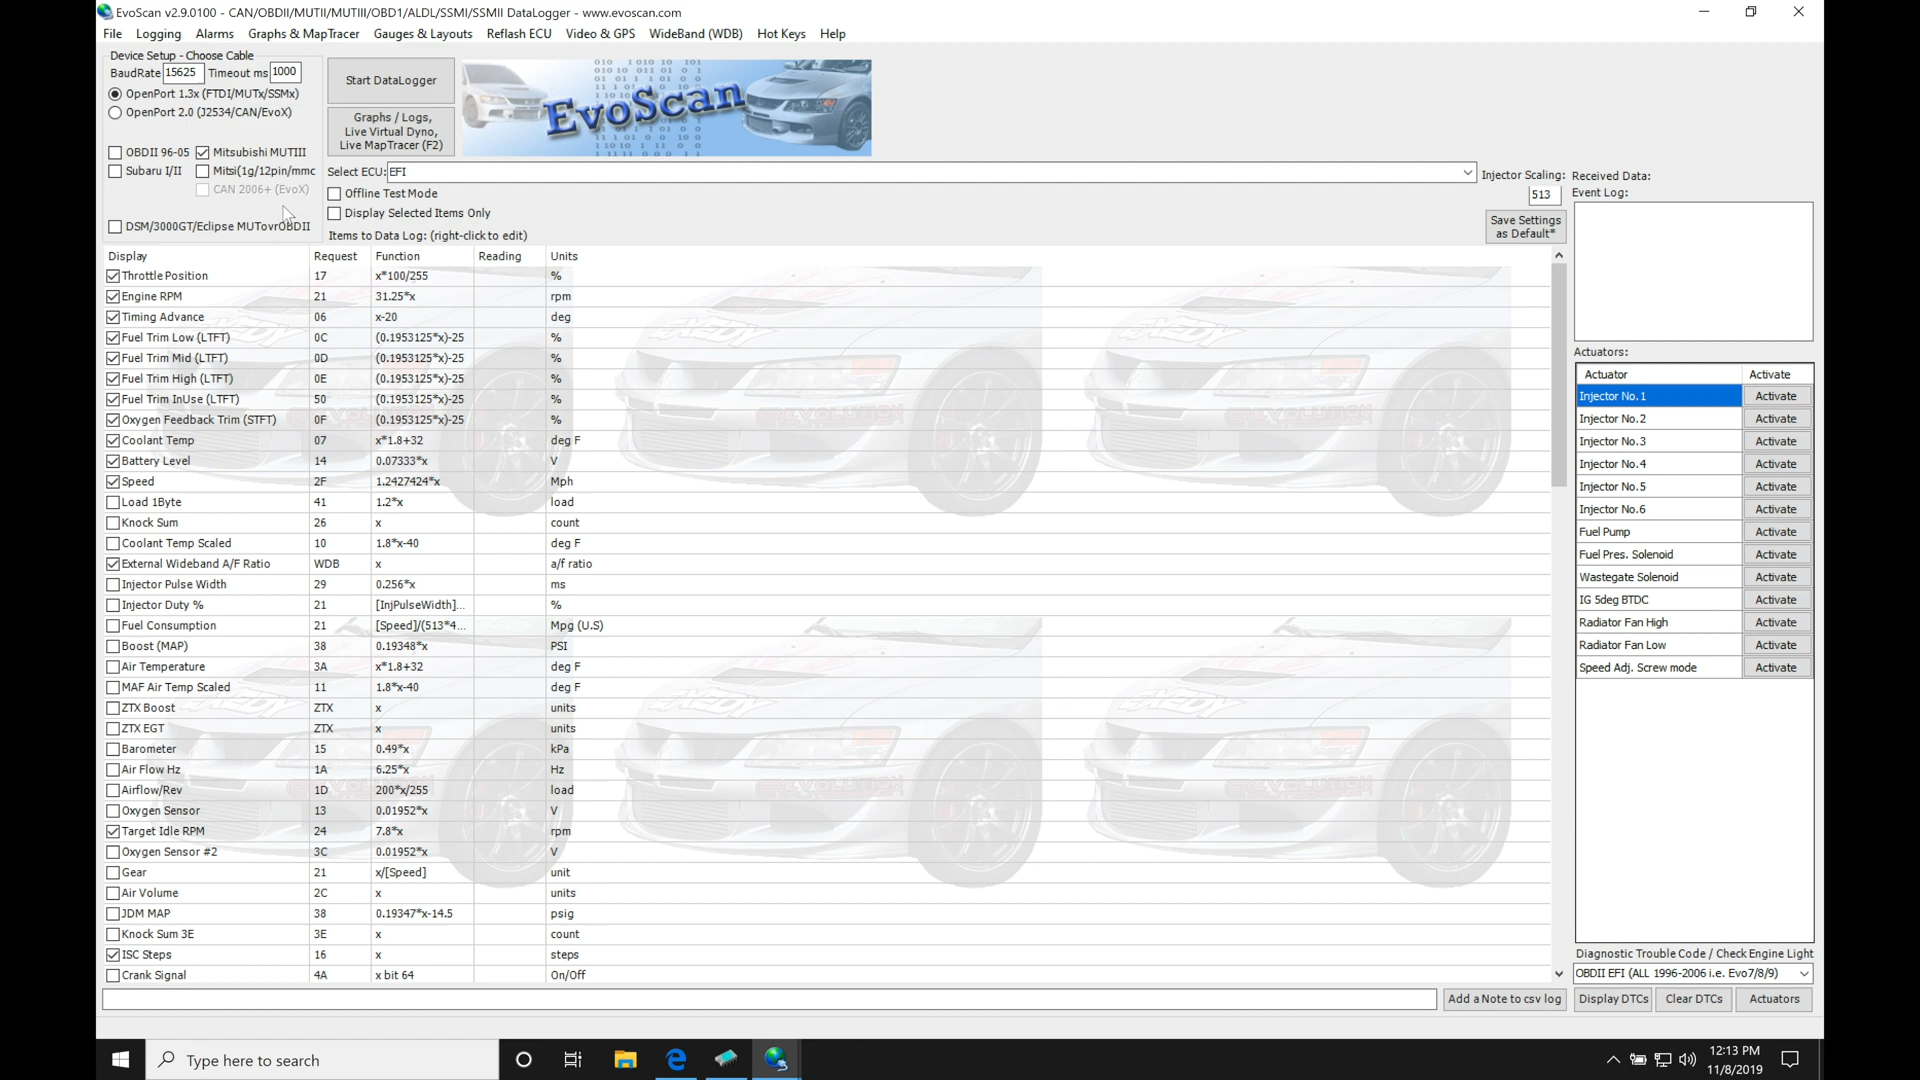 EvoScan v2.9.0100 - CAN/OBDII/MUTII/MUTIII/OBD1/ALDL/SSMI/SSMII DataLogger - www.evoscan.com
File Logging Alarms Graphs & MapTracer Gauges & Layouts Reflash ECU Video & GPS WideBand (WDB) Hot Keys Help
Device Setup - Choose Cable
BaudRate 15625 Timeout ms 1000
OpenPort 1.3x (FTDI/MUTx/SSMx)
OpenPort 2.0 (J2534/CAN/EvoX)
OBDII 96-05 Mitsubishi MUTIII
Subaru I/II Mitsi(1g/12pin/mmc
CAN 2006+ (EvoX)
DSM/3000GT/Eclipse MUTovrOBDII
Start DataLogger
Graphs / Logs,
Live Virtual Dyno,
Live MapTracer (F2)
EvoScan
Select ECU: EFI
Offline Test Mode
Display Selected Items Only
Items to Data Log: (right-click to edit)
Injector Scaling:
513
Save Settings
as Default*
Received Data:
Event Log:
Display Request Function Reading Units
Throttle Position 17 x*100/255 %
Engine RPM 21 31.25*x rpm
Timing Advance 06 x-20 deg
Fuel Trim Low (LTFT) 0C (0.1953125*x)-25 %
Fuel Trim Mid (LTFT) 0D (0.1953125*x)-25 %
Fuel Trim High (LTFT) 0E (0.1953125*x)-25 %
Fuel Trim InUse (LTFT) 50 (0.1953125*x)-25 %
Oxygen Feedback Trim (STFT) 0F (0.1953125*x)-25 %
Coolant Temp 07 x*1.8+32 deg F
Battery Level 14 0.07333*x V
Speed 2F 1.2427424*x Mph
Load 1Byte 41 1.2*x load
Knock Sum 26 x count
Coolant Temp Scaled 10 1.8*x-40 deg F
External Wideband A/F Ratio WDB x a/f ratio
Injector Pulse Width 29 0.256*x ms
Injector Duty % 21 [InjPulseWidth]... %
Fuel Consumption 21 [Speed]/(513*4... Mpg (U.S)
Boost (MAP) 38 0.19348*x PSI
Air Temperature 3A x*1.8+32 deg F
MAF Air Temp Scaled 11 1.8*x-40 deg F
ZTX Boost ZTX x units
ZTX EGT ZTX x units
Barometer 15 0.49*x kPa
Air Flow Hz 1A 6.25*x Hz
Airflow/Rev 1D 200*x/255 load
Oxygen Sensor 13 0.01952*x V
Target Idle RPM 24 7.8*x rpm
Oxygen Sensor #2 3C 0.01952*x V
Gear 21 x/[Speed] unit
Air Volume 2C x units
JDM MAP 38 0.19347*x-14.5 psig
Knock Sum 3E 3E x count
ISC Steps 16 x steps
Crank Signal 4A x bit 64 On/Off
Actuators:
Actuator Activate
Injector No.1 Activate
Injector No.2 Activate
Injector No.3 Activate
Injector No.4 Activate
Injector No.5 Activate
Injector No.6 Activate
Fuel Pump Activate
Fuel Pres. Solenoid Activate
Wastegate Solenoid Activate
IG 5deg BTDC Activate
Radiator Fan High Activate
Radiator Fan Low Activate
Speed Adj. Screw mode Activate
Diagnostic Trouble Code / Check Engine Light
OBDII EFI (ALL 1996-2006 i.e. Evo7/8/9)
Add a Note to csv log Display DTCs Clear DTCs Actuators
Type here to search
12:13 PM
11/8/2019